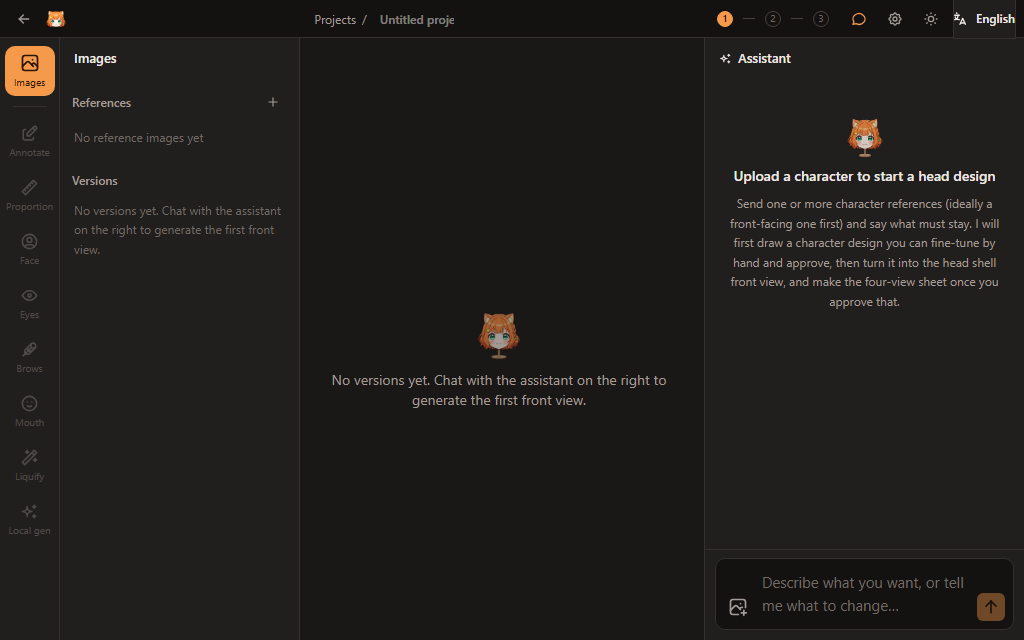 Projects / Untitled proje
1 — 2 — 3
English
Images
Annotate
Proportion
Face
Eyes
Brows
Mouth
Liquify
Local gen
Images
References +
No reference images yet
Versions
No versions yet. Chat with the assistant
on the right to generate the first front
view.
No versions yet. Chat with the assistant on the right to
generate the first front view.
Assistant
Upload a character to start a head design
Send one or more character references (ideally a
front-facing one first) and say what must stay. I will
first draw a character design you can fine-tune by
hand and approve, then turn it into the head shell
front view, and make the four-view sheet once you
approve that.
Describe what you want, or tell
me what to change...